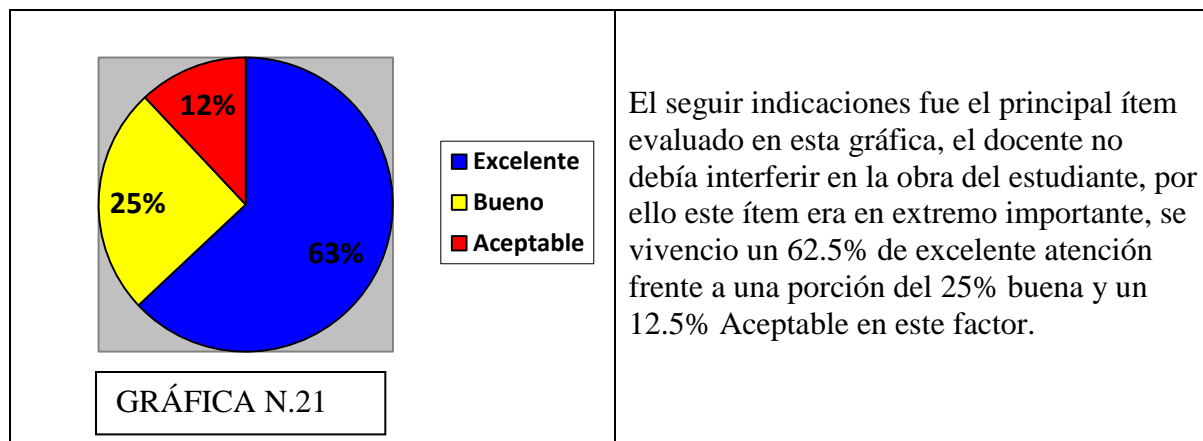 12%
25%
63%
Excelente
Bueno
Aceptable
GRÁFICA N.21
El seguir indicaciones fue el principal ítem
evaluado en esta gráfica, el docente no
debía interferir en la obra del estudiante, por
ello este ítem era en extremo importante, se
vivencio un 62.5% de excelente atención
frente a una porción del 25% buena y un
12.5% Aceptable en este factor.